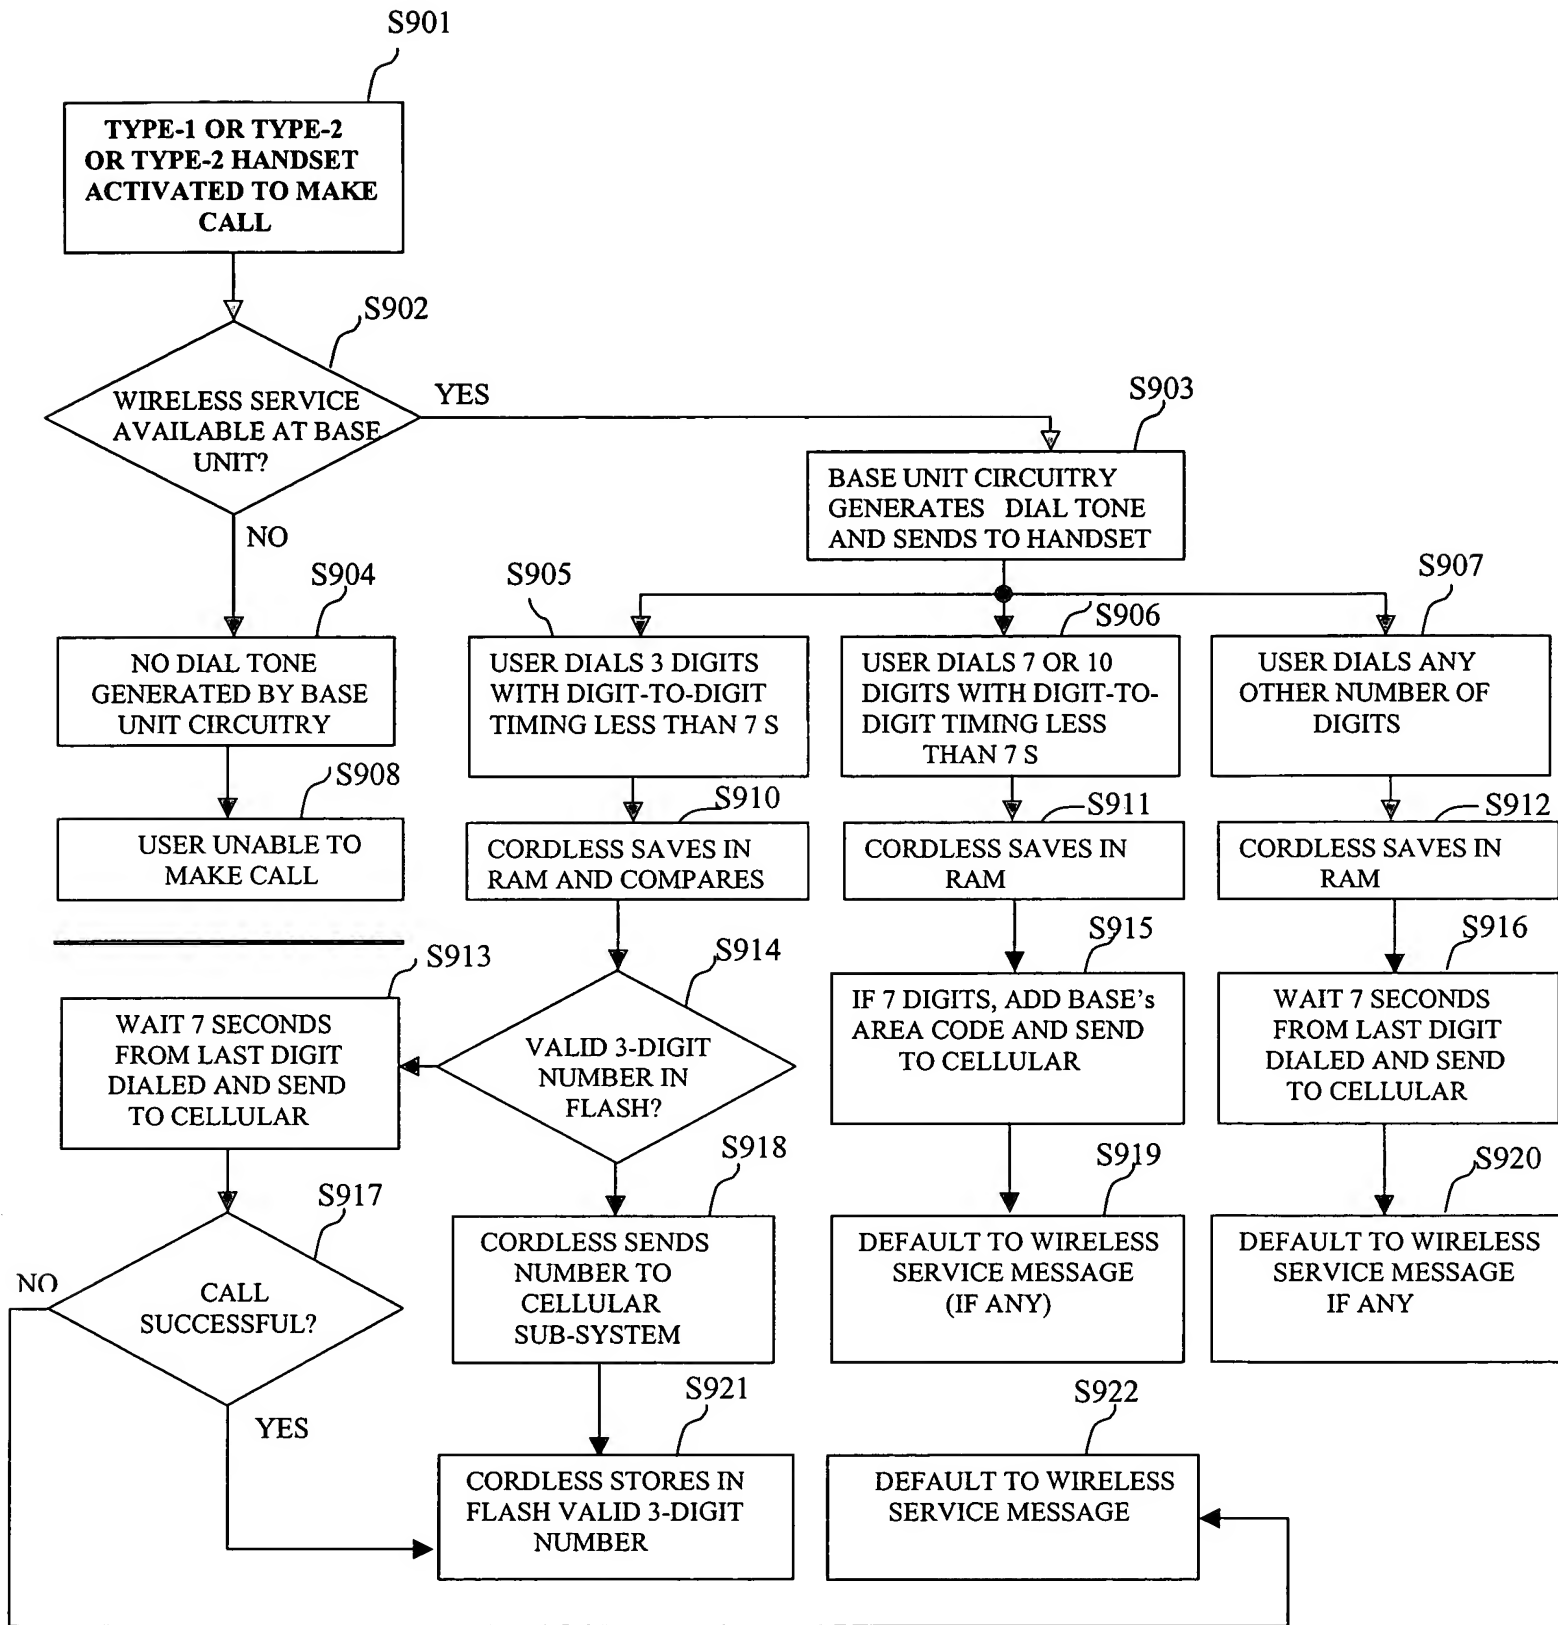 S901
TYPE-1 OR TYPE-2
OR TYPE-2 HANDSET
ACTIVATED TO MAKE
CALL
S902
WIRELESS SERVICE
AVAILABLE AT BASE
UNIT?
YES
NO
S903
BASE UNIT CIRCUITRY
GENERATES DIAL TONE
AND SENDS TO HANDSET
S904
NO DIAL TONE
GENERATED BY BASE
UNIT CIRCUITRY
S905
USER DIALS 3 DIGITS
WITH DIGIT-TO-DIGIT
TIMING LESS THAN 7 S
S906
USER DIALS 7 OR 10
DIGITS WITH DIGIT-TO-
DIGIT TIMING LESS
THAN 7 S
S907
USER DIALS ANY
OTHER NUMBER OF
DIGITS
S908
USER UNABLE TO
MAKE CALL
S910
CORDLESS SAVES IN
RAM AND COMPARES
S911
CORDLESS SAVES IN
RAM
S912
CORDLESS SAVES IN
RAM
S913
WAIT 7 SECONDS
FROM LAST DIGIT
DIALED AND SEND
TO CELLULAR
S914
VALID 3-DIGIT
NUMBER IN
FLASH?
S915
IF 7 DIGITS, ADD BASE's
AREA CODE AND SEND
TO CELLULAR
S916
WAIT 7 SECONDS
FROM LAST DIGIT
DIALED AND SEND
TO CELLULAR
S917
CALL
SUCCESSFUL?
NO
YES
S918
CORDLESS SENDS
NUMBER TO
CELLULAR
SUB-SYSTEM
S919
DEFAULT TO WIRELESS
SERVICE MESSAGE
(IF ANY)
S920
DEFAULT TO WIRELESS
SERVICE MESSAGE
IF ANY
S921
CORDLESS STORES IN
FLASH VALID 3-DIGIT
NUMBER
S922
DEFAULT TO WIRELESS
SERVICE MESSAGE